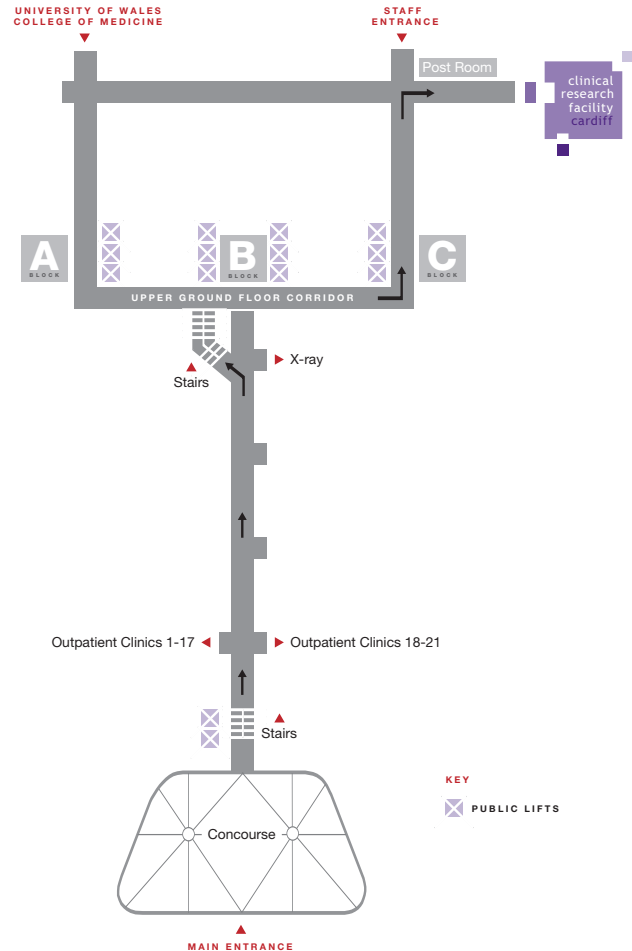 UNIVERSITY OF WALES
COLLEGE OF MEDICINE
STAFF
ENTRANCE
Post Room
clinical
research
facility
cardiff
A
BLOCK
B
BLOCK
C
BLOCK
UPPER GROUND FLOOR CORRIDOR
X-ray
Stairs
Outpatient Clinics 1-17
Outpatient Clinics 18-21
Stairs
KEY
PUBLIC LIFTS
Concourse
MAIN ENTRANCE